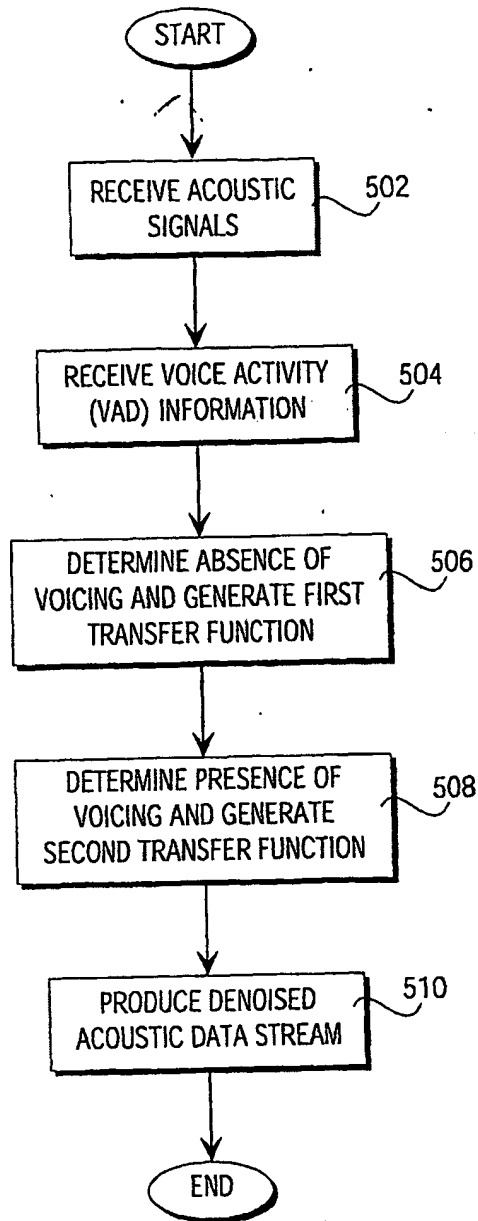 START
RECEIVE ACOUSTIC
SIGNALS
502
RECEIVE VOICE ACTIVITY
(VAD) INFORMATION
504
DETERMINE ABSENCE OF
VOICING AND GENERATE FIRST
TRANSFER FUNCTION
506
DETERMINE PRESENCE OF
VOICING AND GENERATE
SECOND TRANSFER FUNCTION
508
PRODUCE DENOISED
ACOUSTIC DATA STREAM
510
END